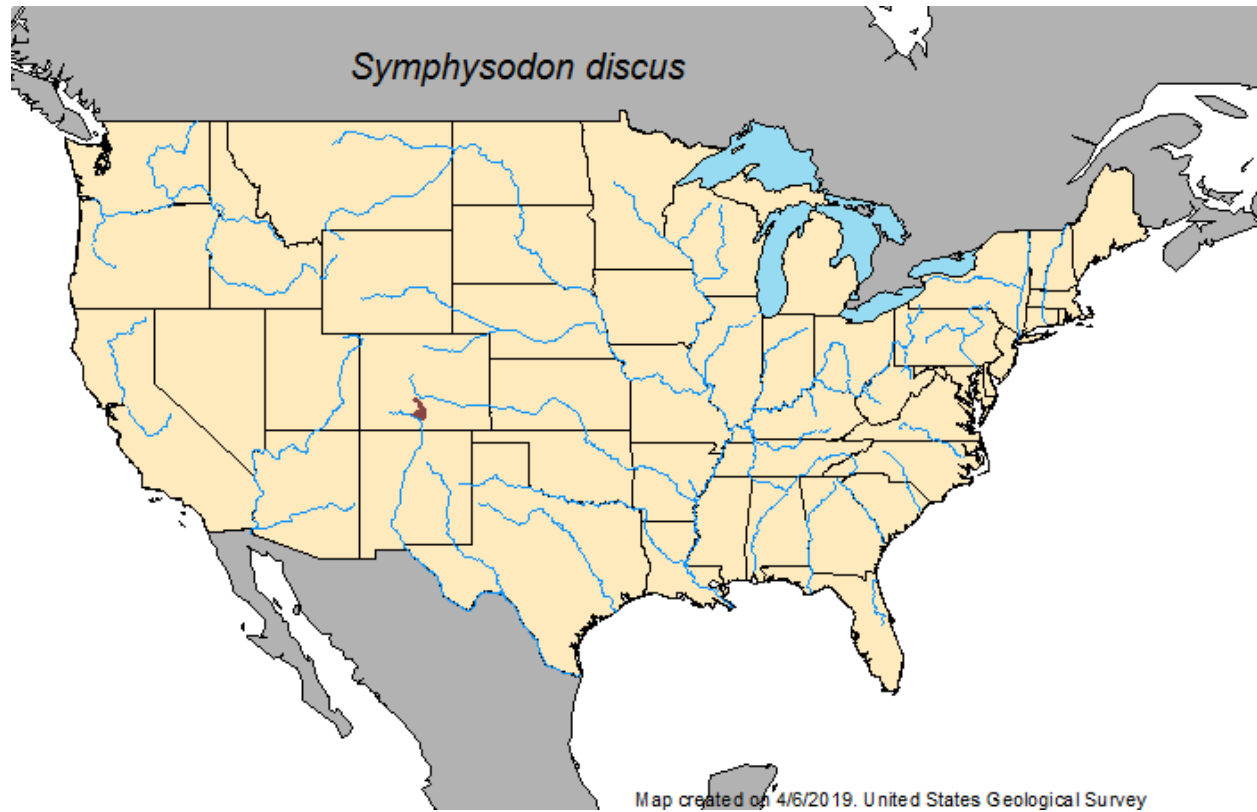 Symphysodon discus
Map created on 4/6/2019. United States Geological Survey